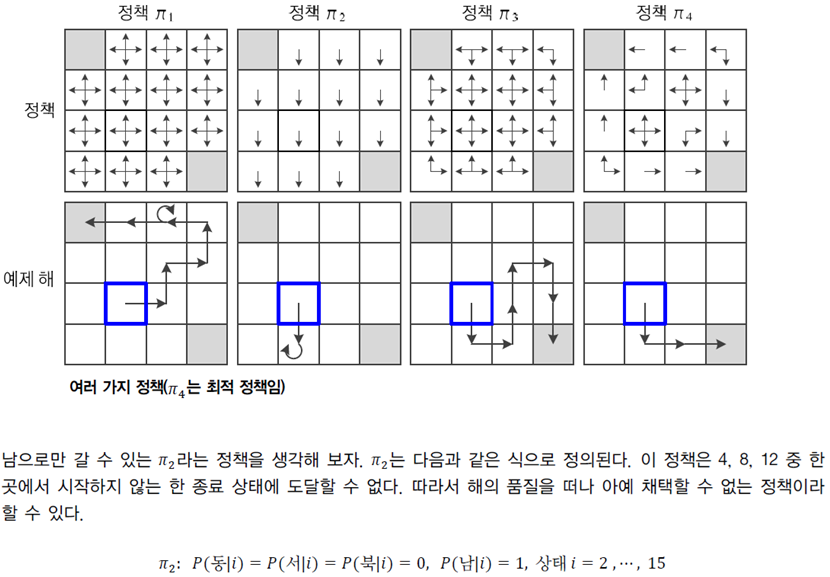 정책 π₁ 정책 π₂ 정책 π₃ 정책 π₄
정책
예제 해
여러 가지 정책(π₄는 최적 정책임)
남으로만 갈 수 있는 π₂라는 정책을 생각해 보자. π₂는 다음과 같은 식으로 정의된다. 이 정책은 4, 8, 12 중 한
곳에서 시작하지 않는 한 종료 상태에 도달할 수 없다. 따라서 해의 품질을 떠나 아예 채택할 수 없는 정책이라
할 수 있다.
π₂: P(동|i) = P(서|i) = P(북|i) = 0, P(남|i) = 1, 상태 i = 2 ,⋯, 15